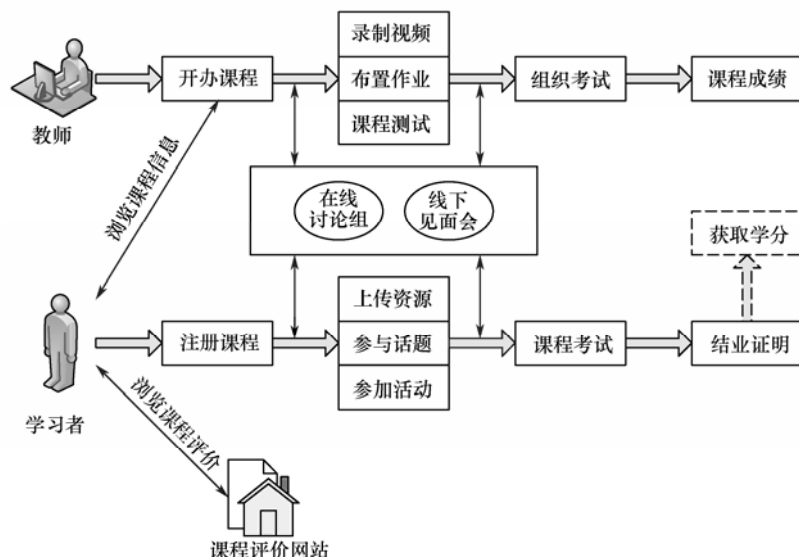 录制视频
开办课程
布置作业
组织考试
课程成绩
课程测试
教师
浏览课程信息
在线
讨论组
线下
见面会
获取学分
上传资源
注册课程
参与话题
课程考试
结业证明
参加活动
学习者
浏览课程评价
课程评价网站